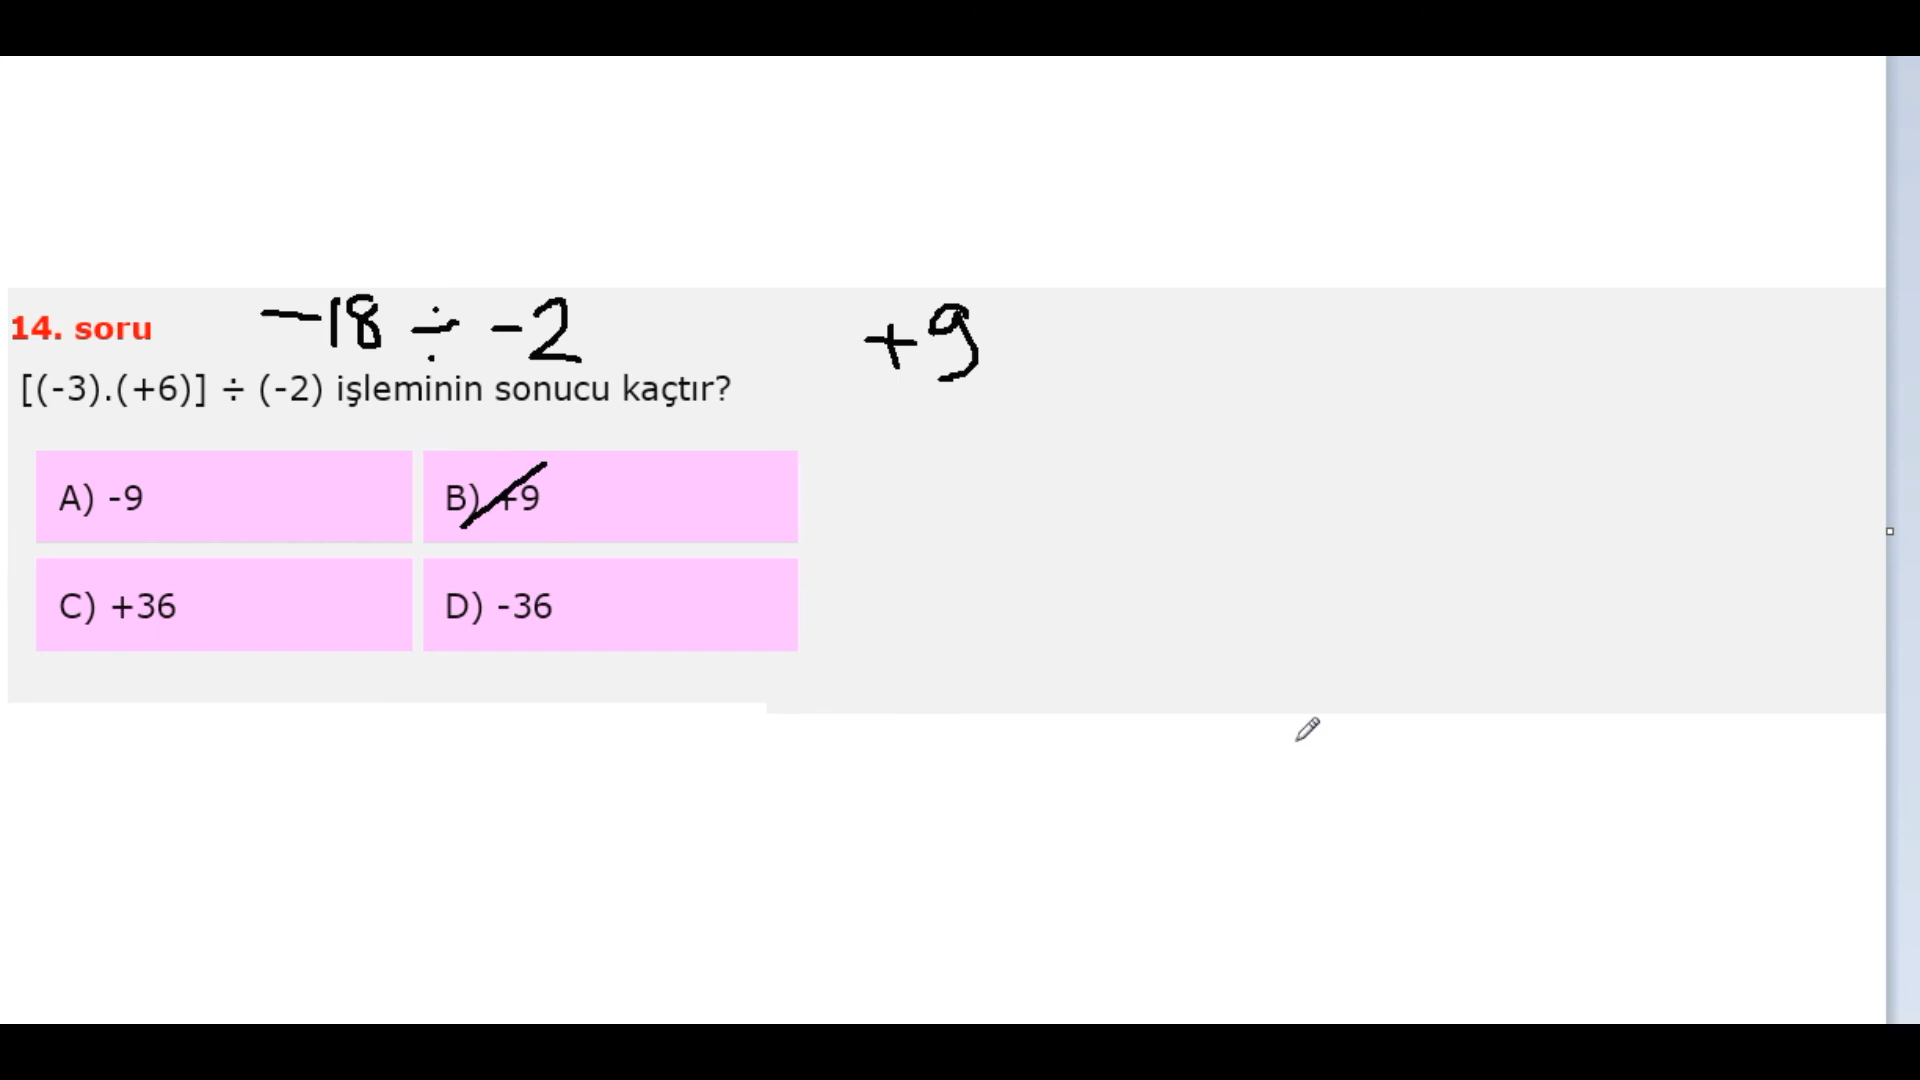 -18 ÷ -2
+9
14. soru
[(-3).(+6)] ÷ (-2) işleminin sonucu kaçtır?
A) -9
B) +9
C) +36
D) -36